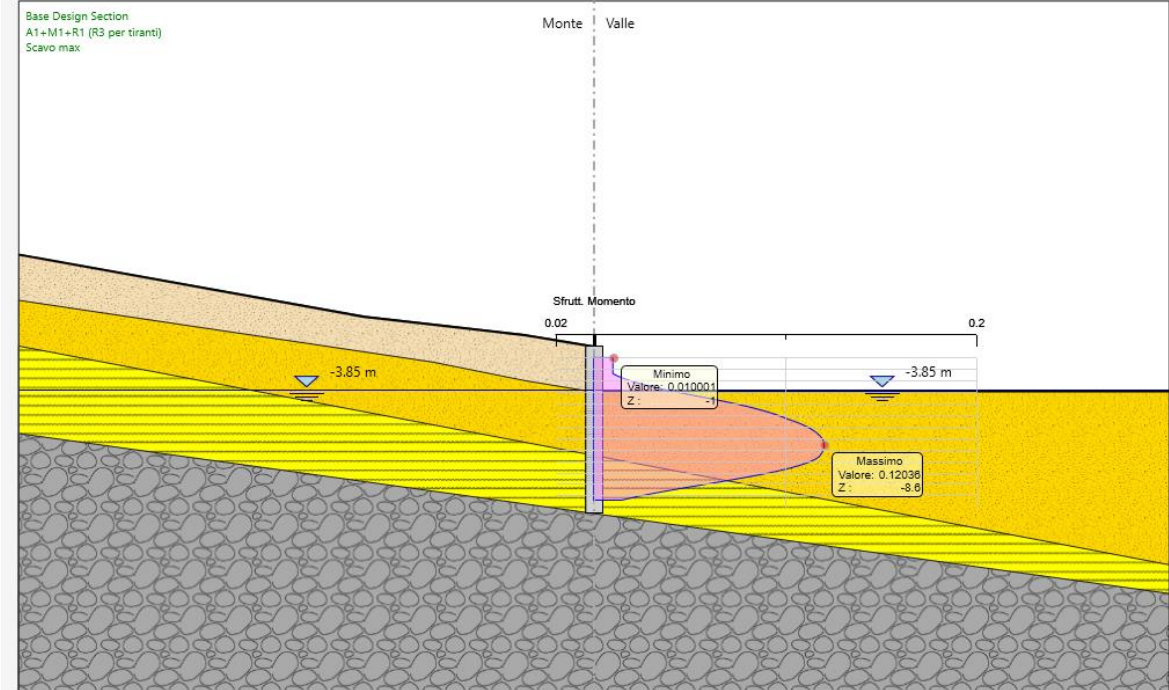 Base Design Section
A1+M1+R1 (R3 per tiranti)
Scavo max
Monte
Valle
Sfrutt. Momento
0.02
0.2
-3.85 m
-3.85 m
Minimo
Valore: 0.010001
Z : -1
Massimo
Valore: 0.12036
Z : -8.6